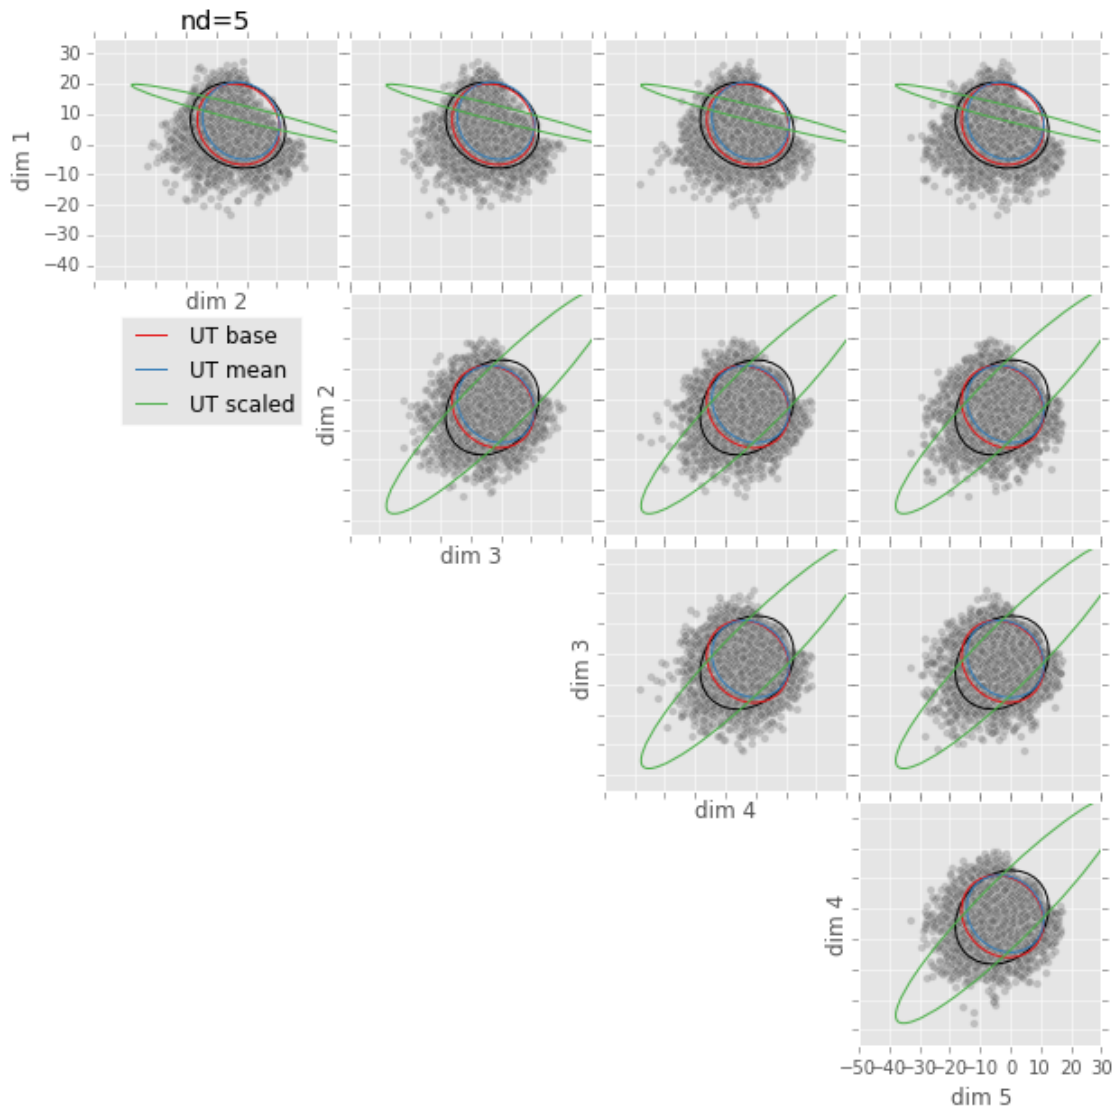 nd=5
30
20
10
0
−10
−20
−30
−40
dim 1
dim 2
UT base
UT mean
UT scaled
dim 2
dim 3
dim 3
dim 4
dim 4
−50−40−30−20−10 0 10 20 30
dim 5